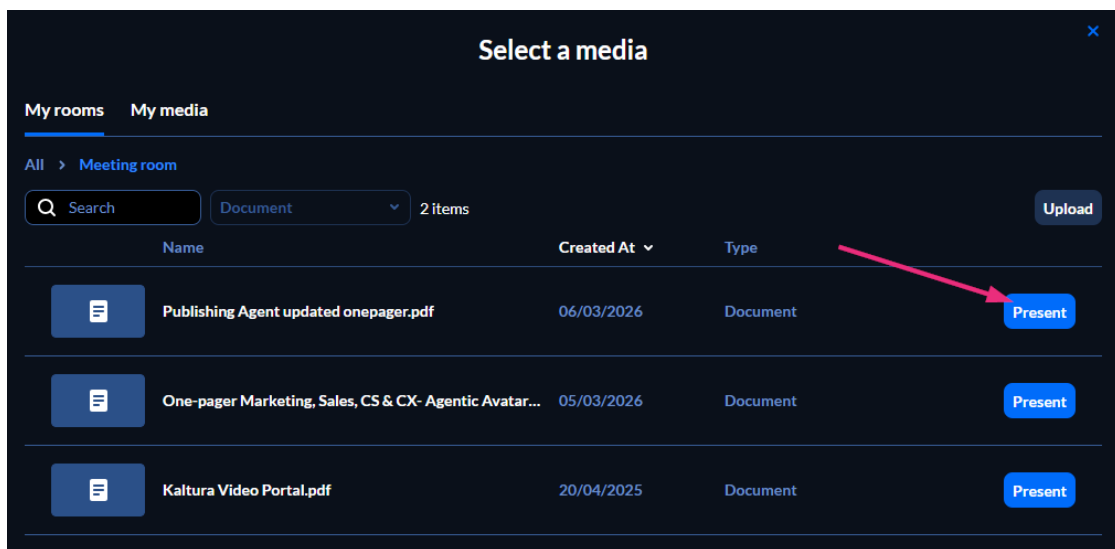 Select a media
×
My rooms My media
All > Meeting room
Search Document 2 items Upload
Name Created At Type
Publishing Agent updated onepager.pdf 06/03/2026 Document Present
One-pager Marketing, Sales, CS & CX- Agentic Avatar... 05/03/2026 Document Present
Kaltura Video Portal.pdf 20/04/2025 Document Present